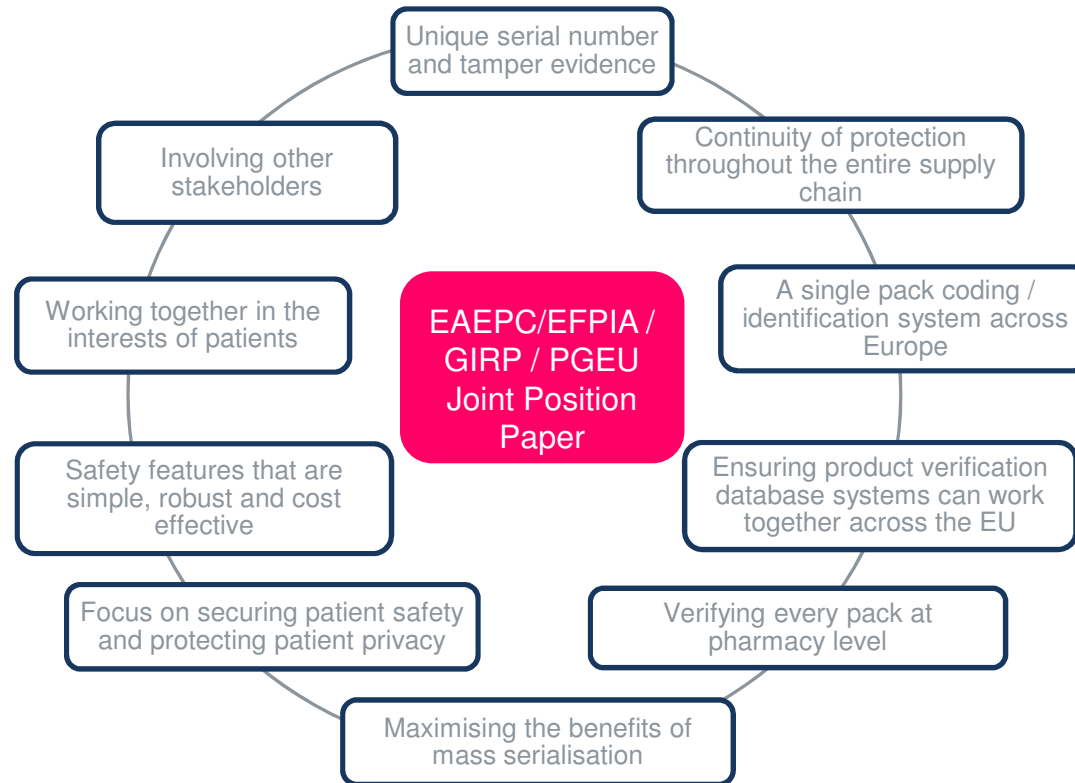 Unique serial number
and tamper evidence
Continuity of protection
throughout the entire supply
chain
A single pack coding /
identification system across
Europe
Ensuring product verification
database systems can work
together across the EU
Verifying every pack at
pharmacy level
Maximising the benefits of
mass serialisation
Focus on securing patient safety
and protecting patient privacy
Safety features that are
simple, robust and cost
effective
Working together in the
interests of patients
Involving other
stakeholders
EAEPC/EFPIA /
GIRP / PGEU
Joint Position
Paper